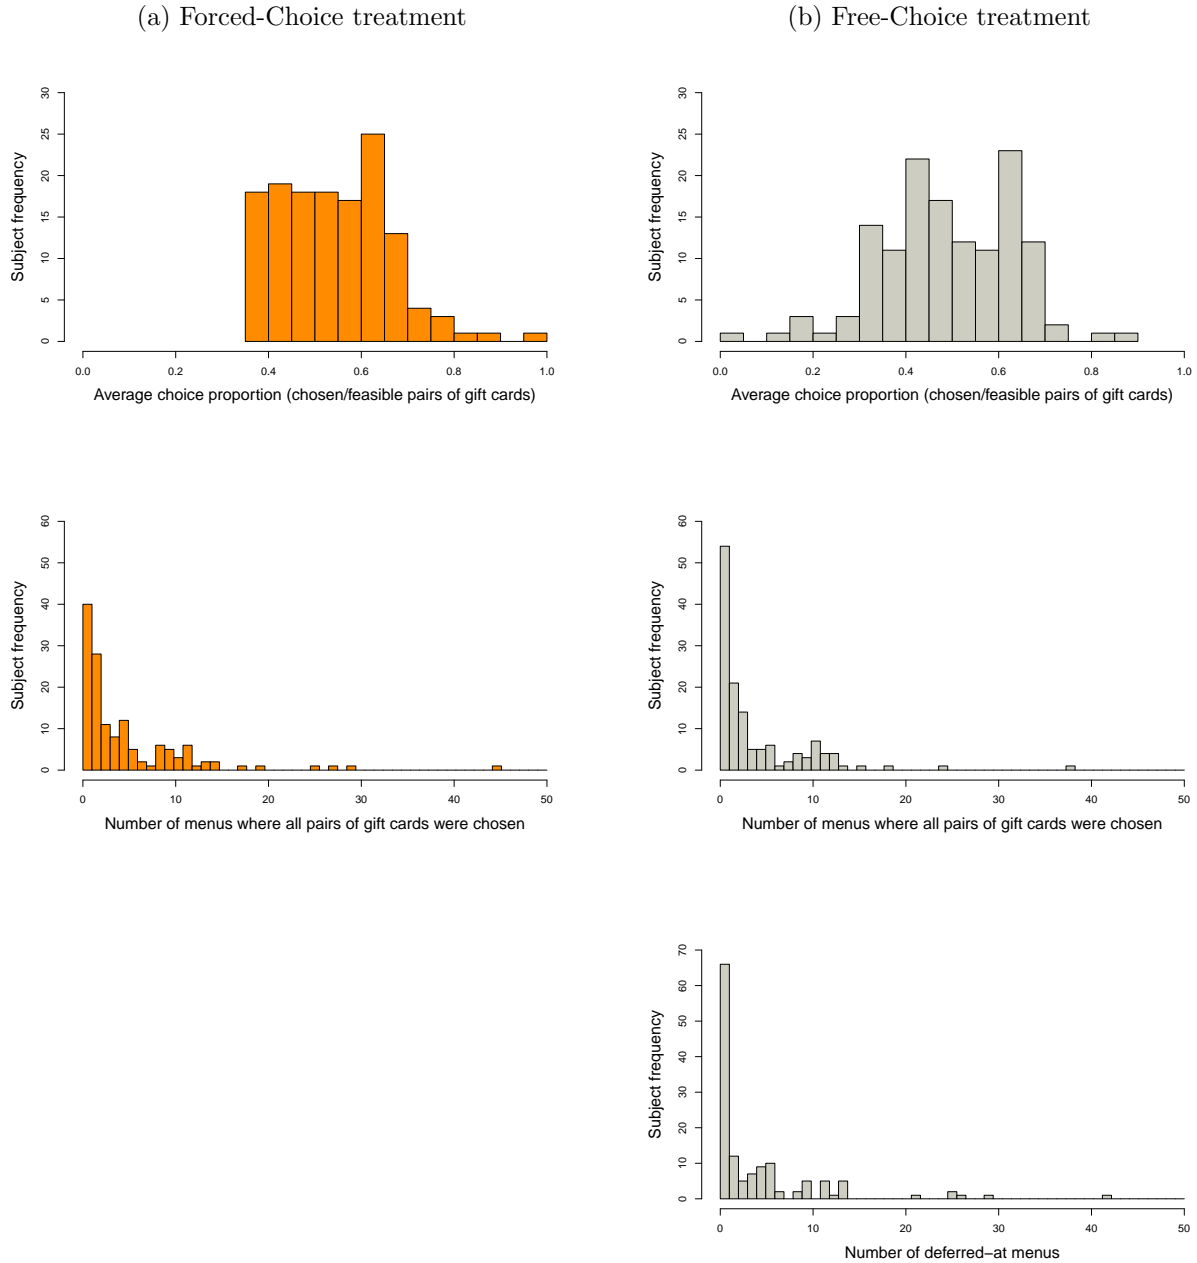 (a) Forced-Choice treatment
(b) Free-Choice treatment
Subject frequency
0 5 10 15 20 25 30
0.0 0.2 0.4 0.6 0.8 1.0
Average choice proportion (chosen/feasible pairs of gift cards)
Subject frequency
0 5 10 15 20 25 30
0.0 0.2 0.4 0.6 0.8 1.0
Average choice proportion (chosen/feasible pairs of gift cards)
Subject frequency
0 10 20 30 40 50 60
0 10 20 30 40 50
Number of menus where all pairs of gift cards were chosen
Subject frequency
0 10 20 30 40 50 60
0 10 20 30 40 50
Number of menus where all pairs of gift cards were chosen
Subject frequency
0 10 20 30 40 50 60 70
0 10 20 30 40 50
Number of deferred−at menus